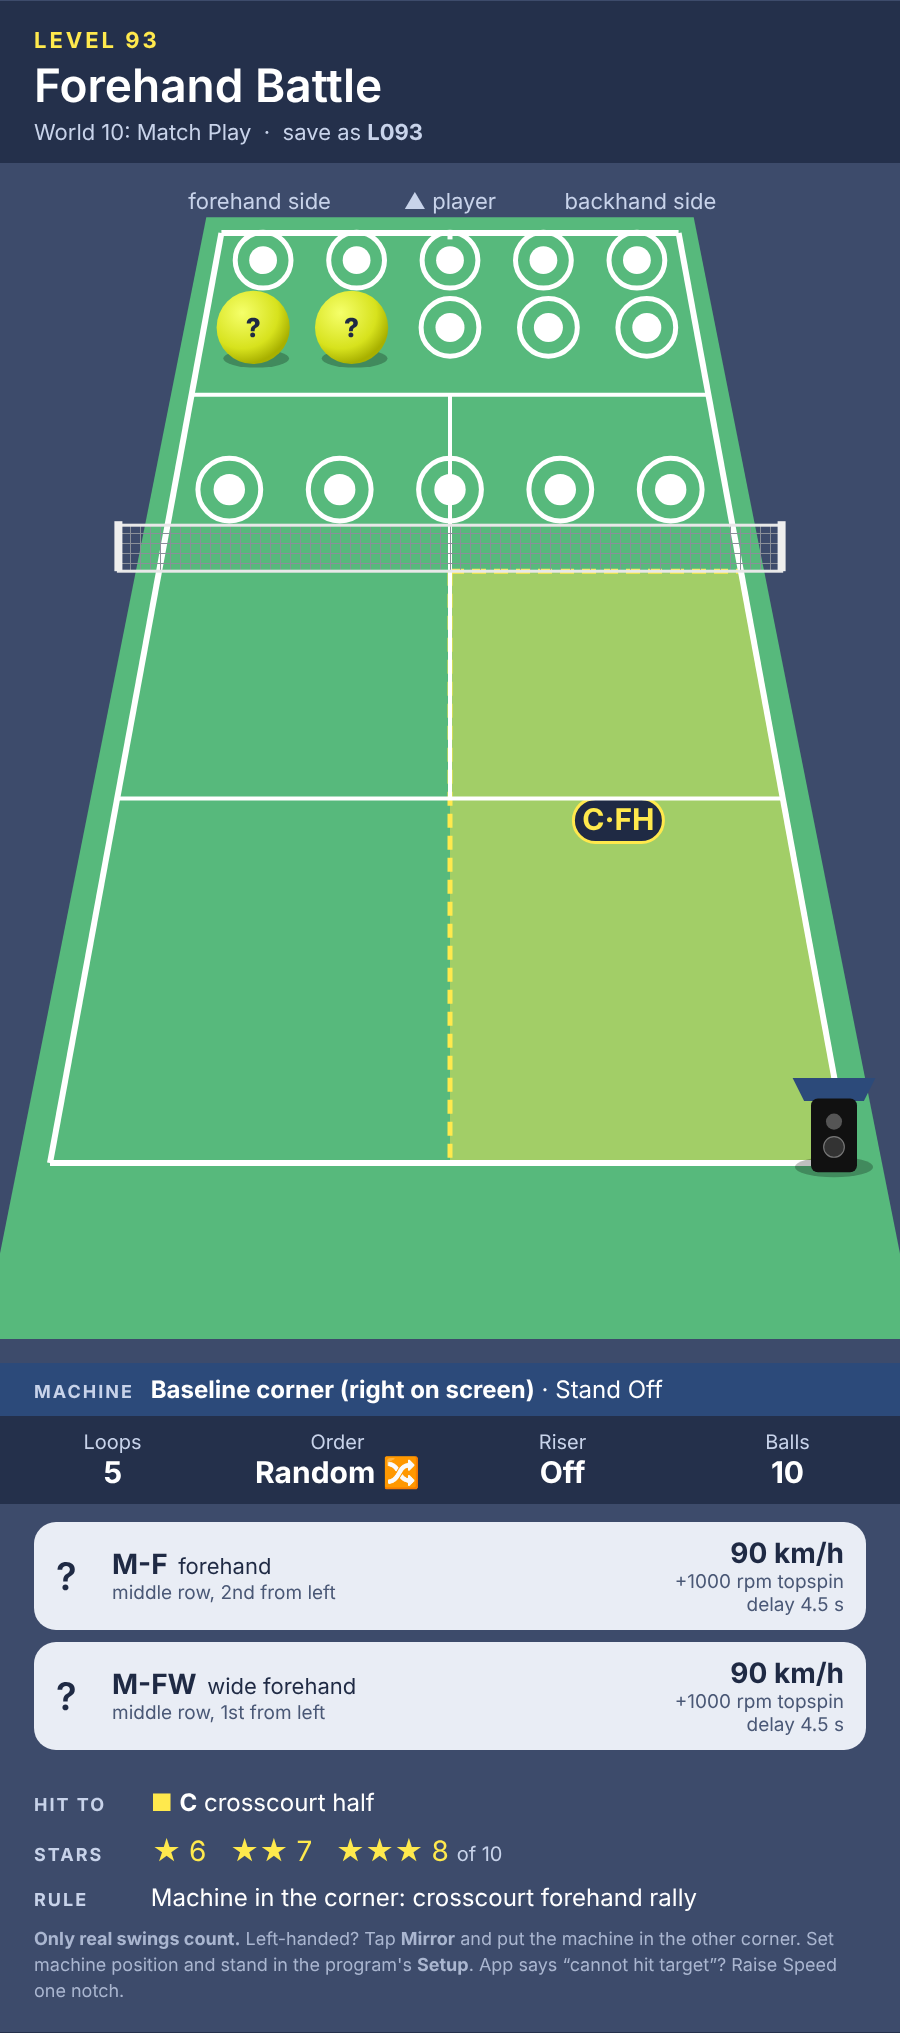 LEVEL 93
Forehand Battle
World 10: Match Play · save as L093
forehand side ▲ player backhand side
? ?
C·FH
MACHINE Baseline corner (right on screen) · Stand Off
Loops Order Riser Balls
5 Random 🔀 Off 10
? M-F forehand 90 km/h
middle row, 2nd from left +1000 rpm topspin
delay 4.5 s
? M-FW wide forehand 90 km/h
middle row, 1st from left +1000 rpm topspin
delay 4.5 s
HIT TO ■ C crosscourt half
STARS ★ 6 ★★ 7 ★★★ 8 of 10
RULE Machine in the corner: crosscourt forehand rally
Only real swings count. Left-handed? Tap Mirror and put the machine in the other corner. Set
machine position and stand in the program's Setup. App says “cannot hit target”? Raise Speed
one notch.